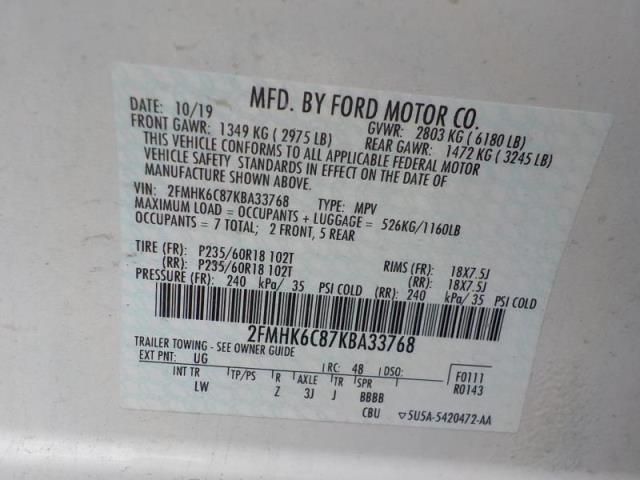 MFD. BY FORD MOTOR CO.
DATE: 10/19 GVWR: 2803 KG ( 6180 LB)
FRONT GAWR: 1349 KG ( 2975 LB) REAR GAWR: 1472 KG ( 3245 LB)
THIS VEHICLE CONFORMS TO ALL APPLICABLE FEDERAL MOTOR
VEHICLE SAFETY STANDARDS IN EFFECT ON THE DATE OF
MANUFACTURE SHOWN ABOVE.
VIN: 2FMHK6C87KBA33768 TYPE: MPV
MAXIMUM LOAD = OCCUPANTS + LUGGAGE = 526KG/1160LB
OCCUPANTS = 7 TOTAL; 2 FRONT, 5 REAR
TIRE (FR): P235/60R18 102T RIMS (FR): 18X7.5J
(RR): P235/60R18 102T (RR): 18X7.5J
PRESSURE (FR): 240 kPa/ 35 PSI COLD (RR): 240 kPa/ 35 PSI COLD
2FMHK6C87KBA33768
TRAILER TOWING - SEE OWNER GUIDE
EXT PNT: UG RC: 48 DSO: F0111
INT TR TP/PS R AXLE TR SPR R0143
LW Z 3J J BBBB
CBU 5U5A-5420472-AA